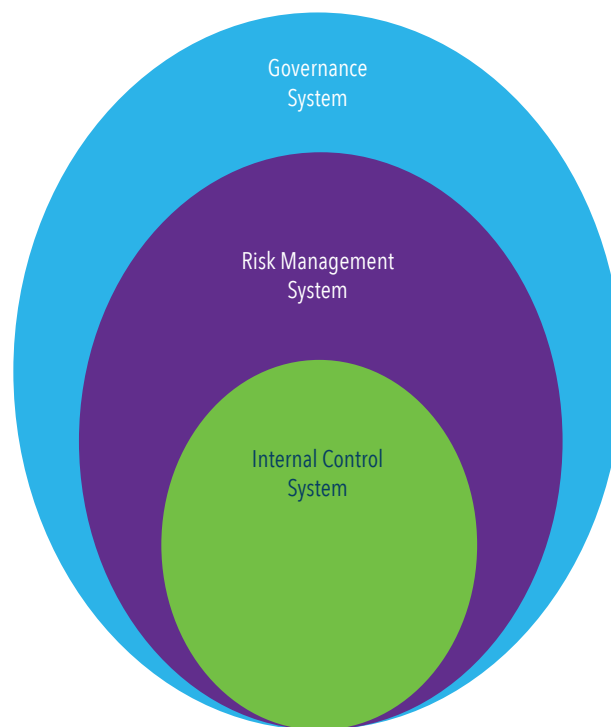 Governance
System
Risk Management
System
Internal Control
System